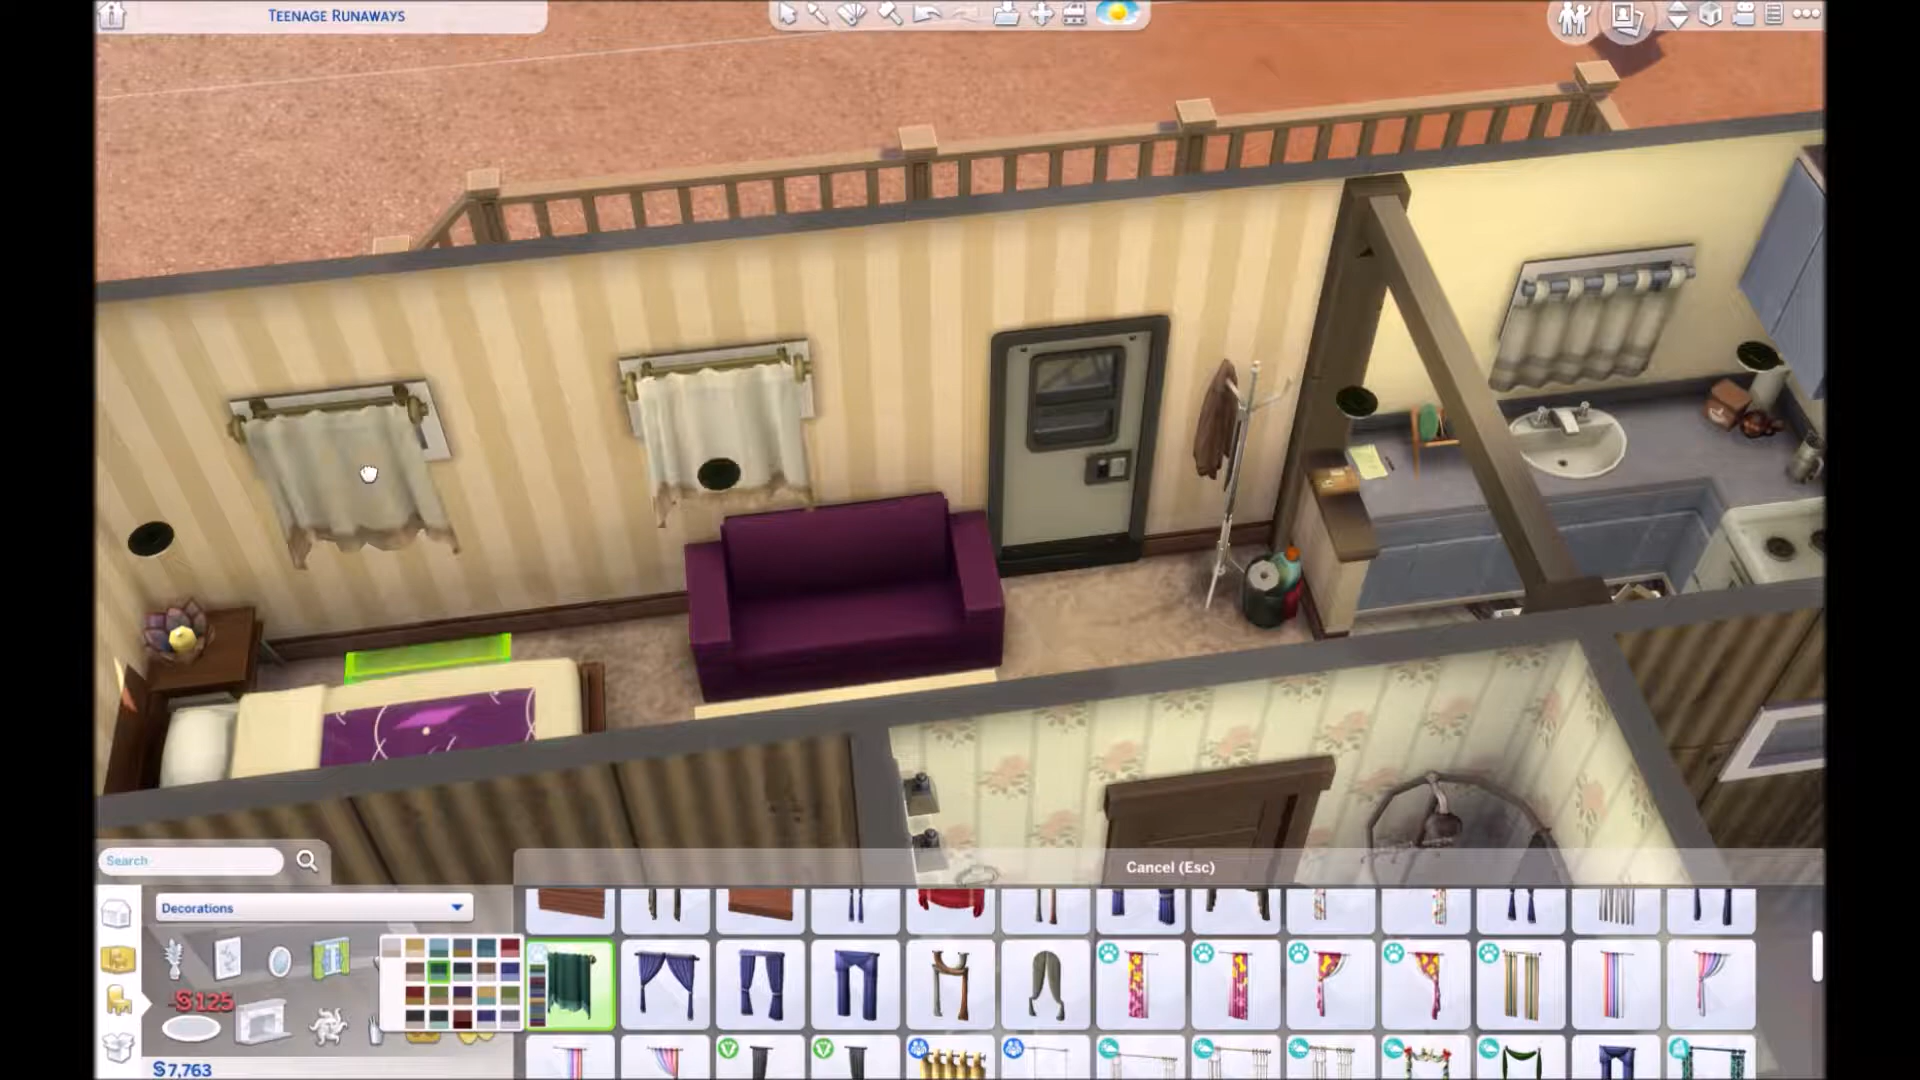 TEENAGE RUNAWAYS
Cancel (Esc)
Search
Decorations
-§125
§7,763